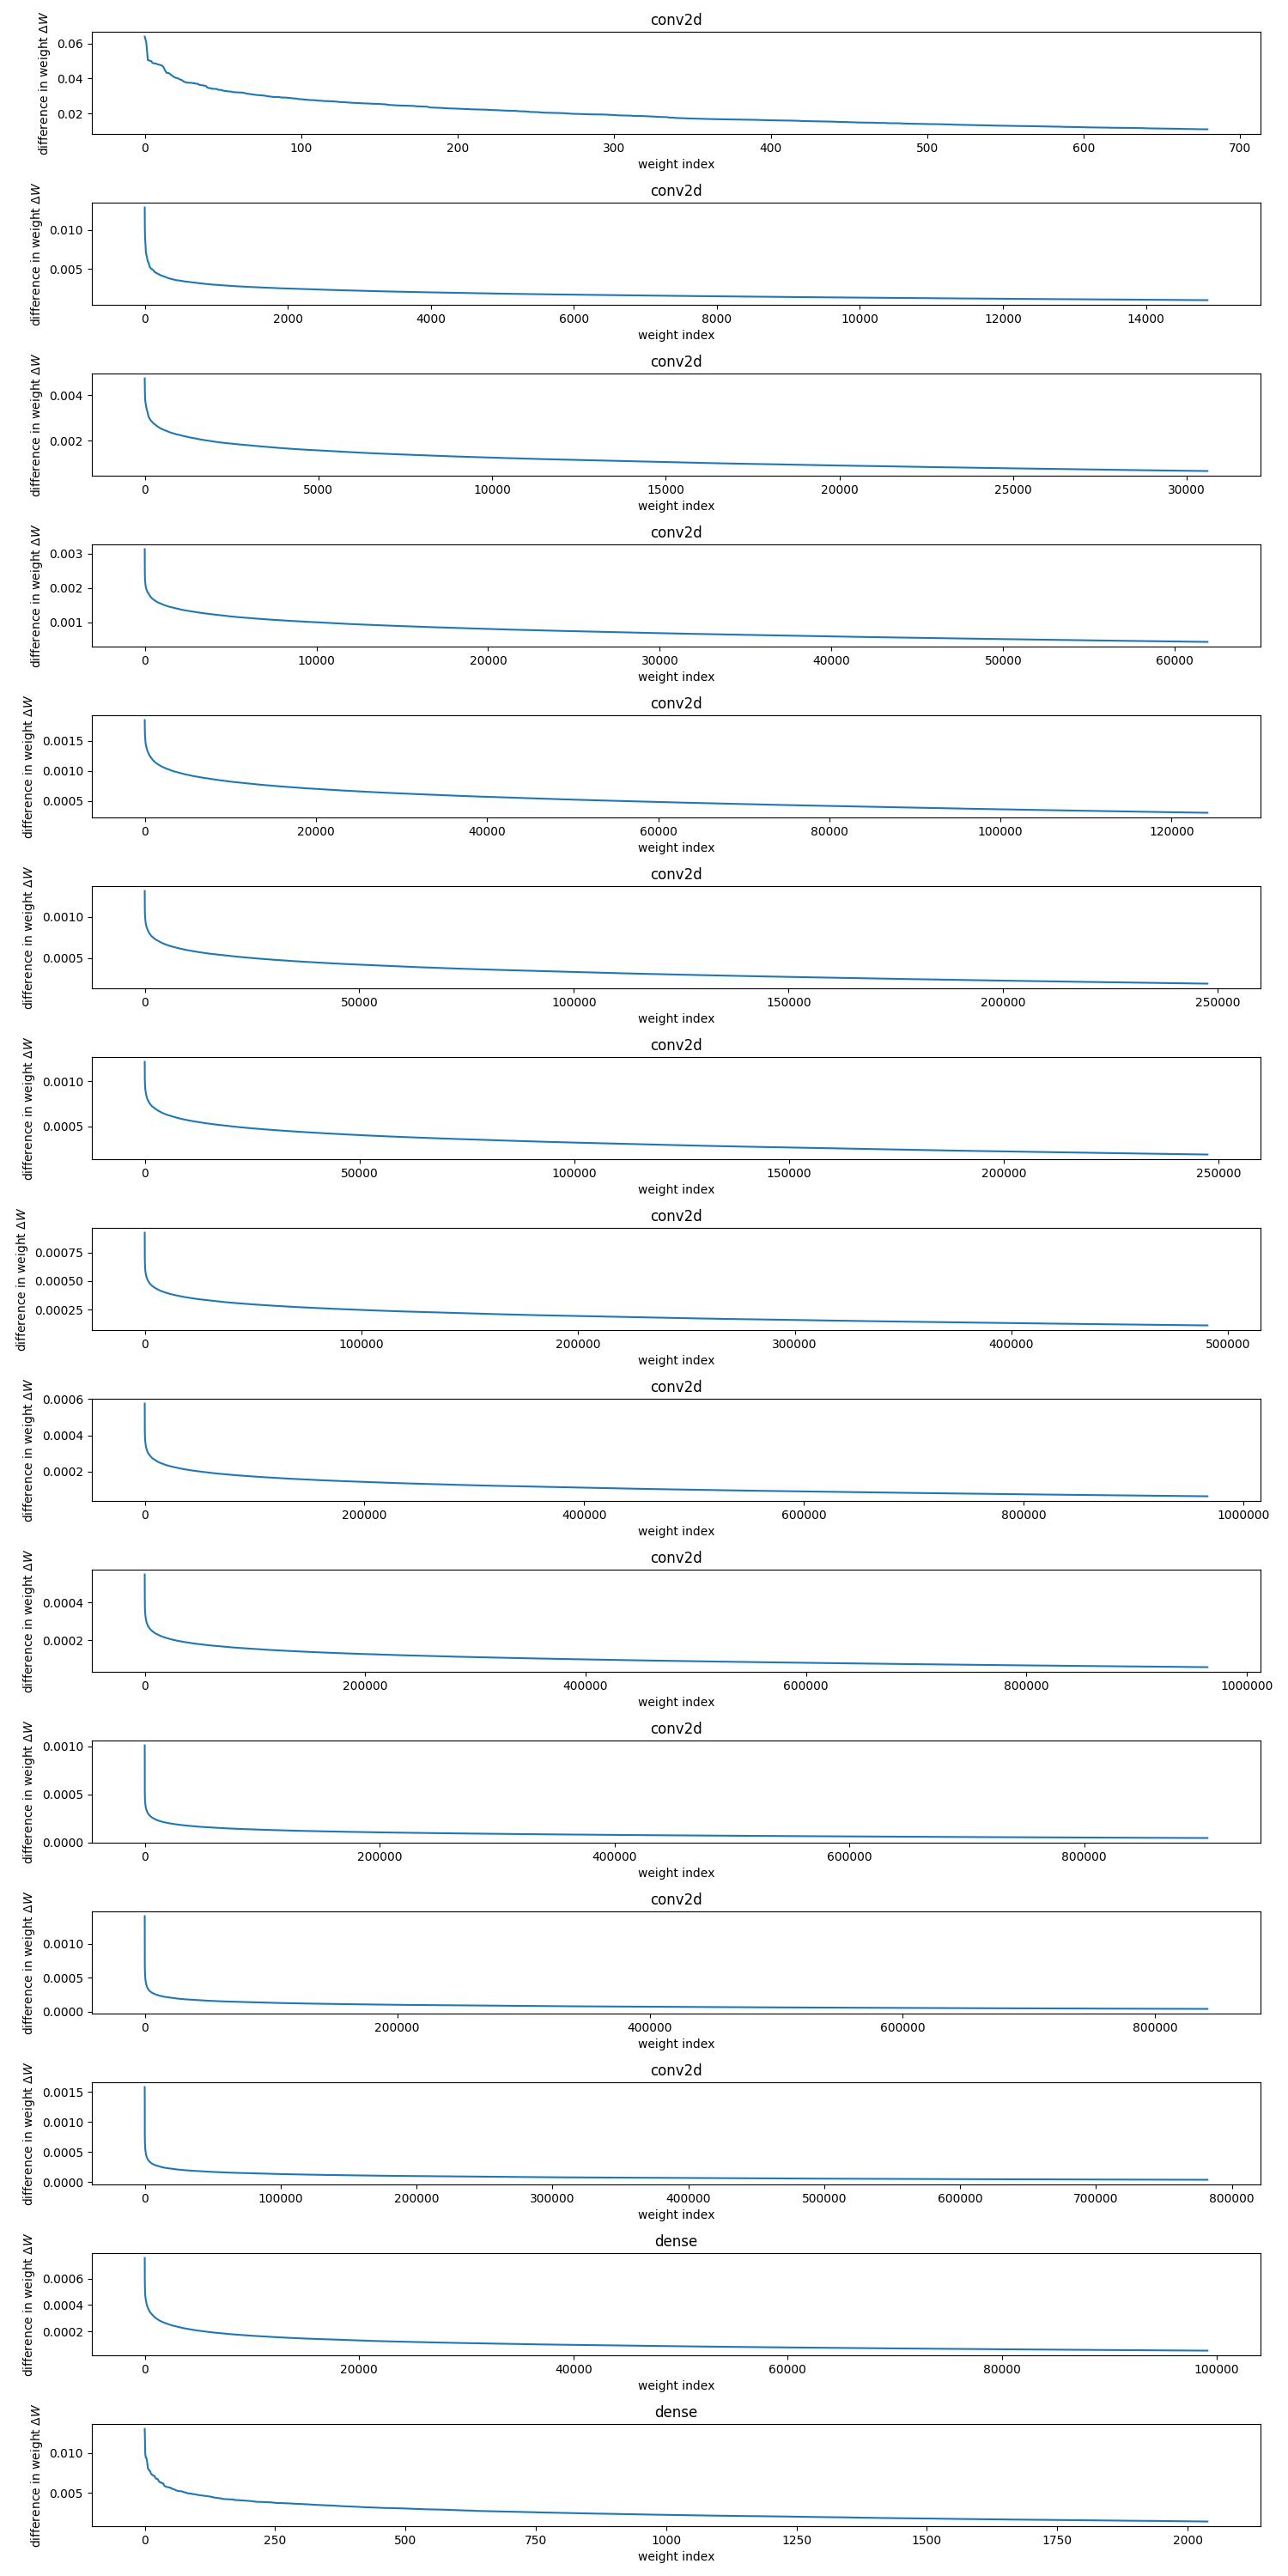 conv2d
difference in weight ΔW
0.06
0.04
0.02
0 100 200 300 400 500 600 700
weight index
conv2d
difference in weight ΔW
0.010
0.005
0 2000 4000 6000 8000 10000 12000 14000
weight index
conv2d
difference in weight ΔW
0.004
0.002
0 5000 10000 15000 20000 25000 30000
weight index
conv2d
difference in weight ΔW
0.003
0.002
0.001
0 10000 20000 30000 40000 50000 60000
weight index
conv2d
difference in weight ΔW
0.0015
0.0010
0.0005
0 20000 40000 60000 80000 100000 120000
weight index
conv2d
difference in weight ΔW
0.0010
0.0005
0 50000 100000 150000 200000 250000
weight index
conv2d
difference in weight ΔW
0.0010
0.0005
0 50000 100000 150000 200000 250000
weight index
conv2d
difference in weight ΔW
0.00075
0.00050
0.00025
0 100000 200000 300000 400000 500000
weight index
conv2d
difference in weight ΔW
0.0006
0.0004
0.0002
0 200000 400000 600000 800000 1000000
weight index
conv2d
difference in weight ΔW
0.0004
0.0002
0 200000 400000 600000 800000 1000000
weight index
conv2d
difference in weight ΔW
0.0010
0.0005
0.0000
0 200000 400000 600000 800000
weight index
conv2d
difference in weight ΔW
0.0010
0.0005
0.0000
0 200000 400000 600000 800000
weight index
conv2d
difference in weight ΔW
0.0015
0.0010
0.0005
0.0000
0 100000 200000 300000 400000 500000 600000 700000 800000
weight index
dense
difference in weight ΔW
0.0006
0.0004
0.0002
0 20000 40000 60000 80000 100000
weight index
dense
difference in weight ΔW
0.010
0.005
0 250 500 750 1000 1250 1500 1750 2000
weight index